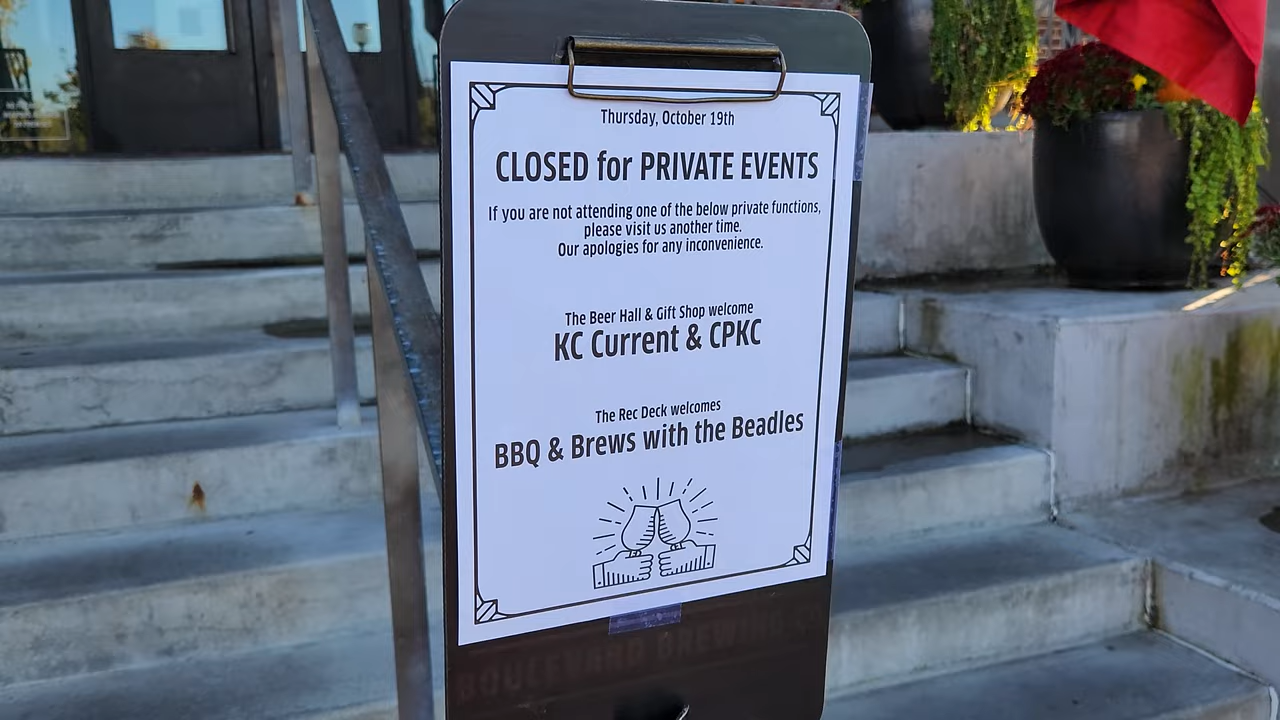 Thursday, October 19th
CLOSED for PRIVATE EVENTS
If you are not attending one of the below private functions,
please visit us another time.
Our apologies for any inconvenience.
The Beer Hall & Gift Shop welcome
KC Current & CPKC
The Rec Deck welcomes
BBQ & Brews with the Beadles
BOULEVARD BREWING